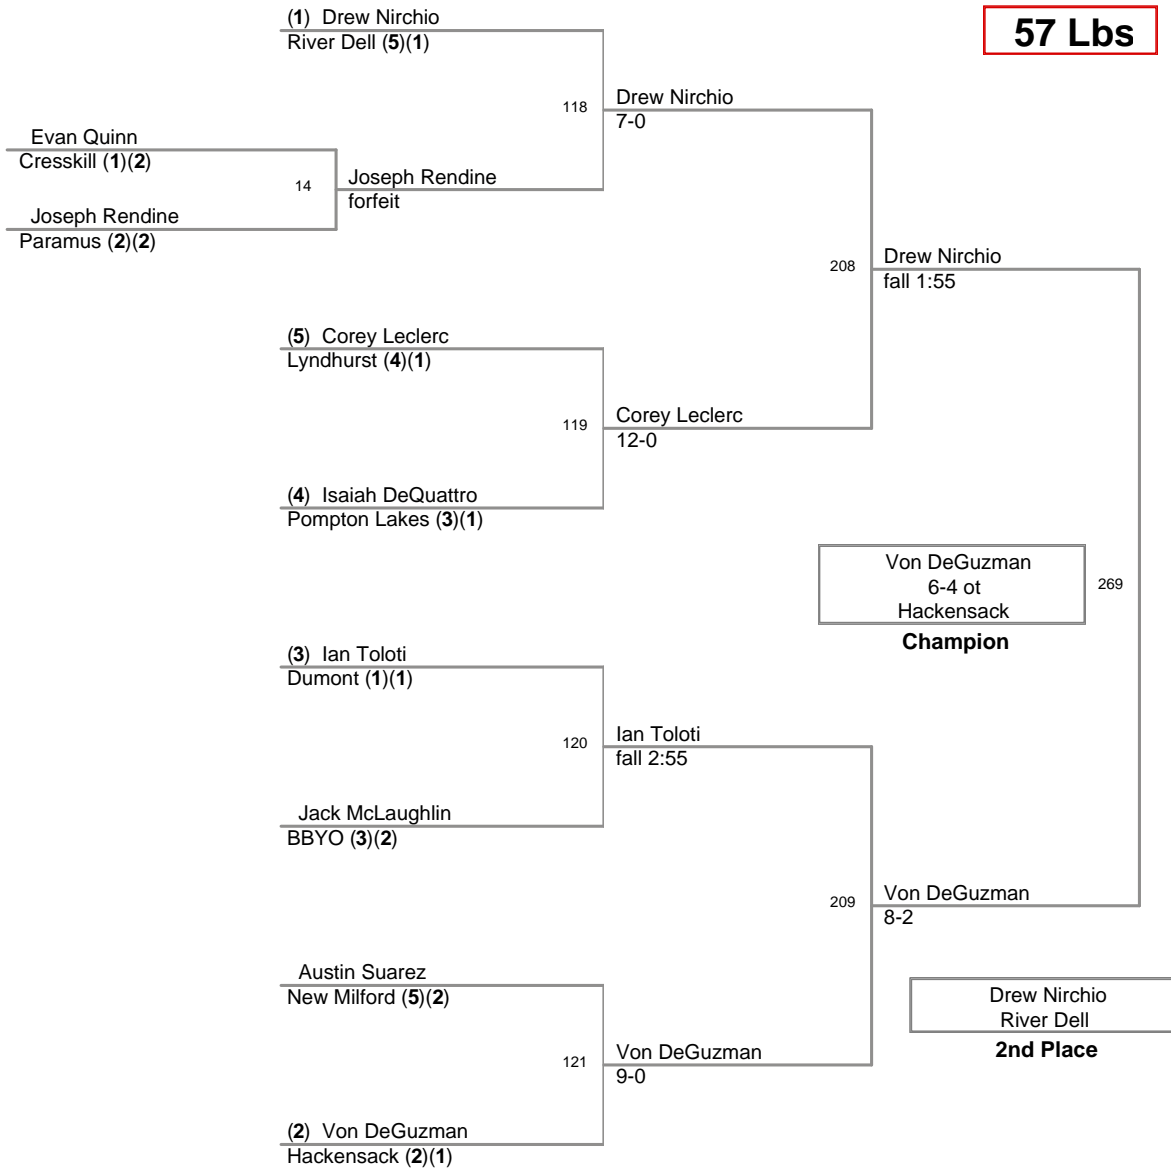 57 Lbs
(1) Drew Nirchio
River Dell (5)(1)
118
Drew Nirchio
7-0
Evan Quinn
Cresskill (1)(2)
14
Joseph Rendine
forfeit
Joseph Rendine
Paramus (2)(2)
208
Drew Nirchio
fall 1:55
(5) Corey Leclerc
Lyndhurst (4)(1)
119
Corey Leclerc
12-0
(4) Isaiah DeQuattro
Pompton Lakes (3)(1)
Von DeGuzman
6-4 ot
Hackensack
269
Champion
(3) Ian Toloti
Dumont (1)(1)
120
Ian Toloti
fall 2:55
Jack McLaughlin
BBYO (3)(2)
209
Von DeGuzman
8-2
Austin Suarez
New Milford (5)(2)
Drew Nirchio
River Dell
2nd Place
121
Von DeGuzman
9-0
(2) Von DeGuzman
Hackensack (2)(1)